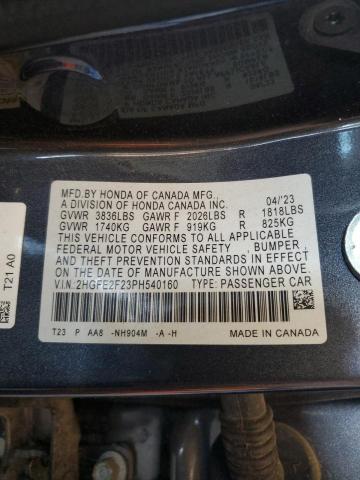 MFD.BY HONDA OF CANADA MFG., 04/'23
A DIVISION OF HONDA CANADA INC.
GVWR 3836LBS GAWR F 2026LBS R 1818LBS
GVWR 1740KG GAWR F 919KG R 825KG
THIS VEHICLE CONFORMS TO ALL APPLICABLE
FEDERAL MOTOR VEHICLE SAFETY , BUMPER,
AND THEFT PREVENTION STANDARDS IN EFFECT
ON THE DATE OF MANUFACTURE SHOWN ABOVE.
V.I.N.:2HGFE2F23PH540160 TYPE: PASSENGER CAR
T23 P AA8 -NH904M -A -H MADE IN CANADA
T21 A0